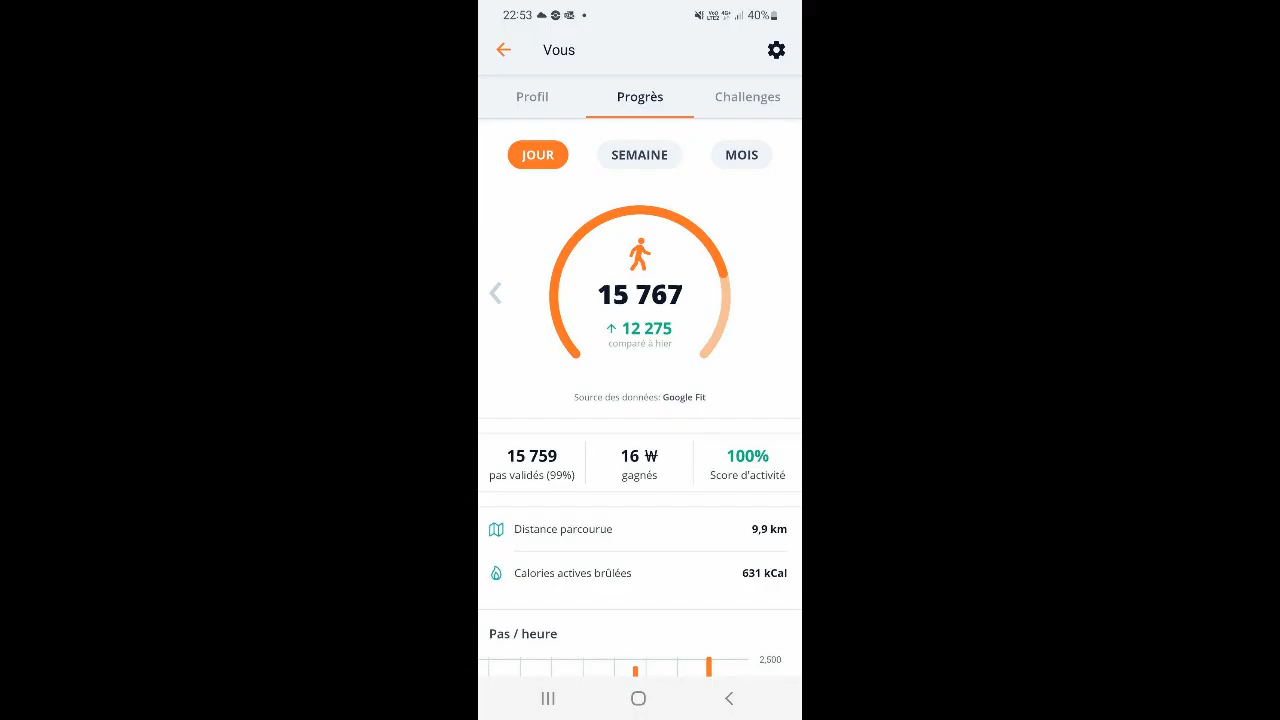 22:53 40%
Vous
Profil Progrès Challenges
JOUR SEMAINE MOIS
15 767
↑ 12 275
comparé à hier
Source des données: Google Fit
15 759 16 ₩ 100%
pas validés (99%) gagnés Score d'activité
Distance parcourue 9,9 km
Calories actives brûlées 631 kCal
Pas / heure
2,500